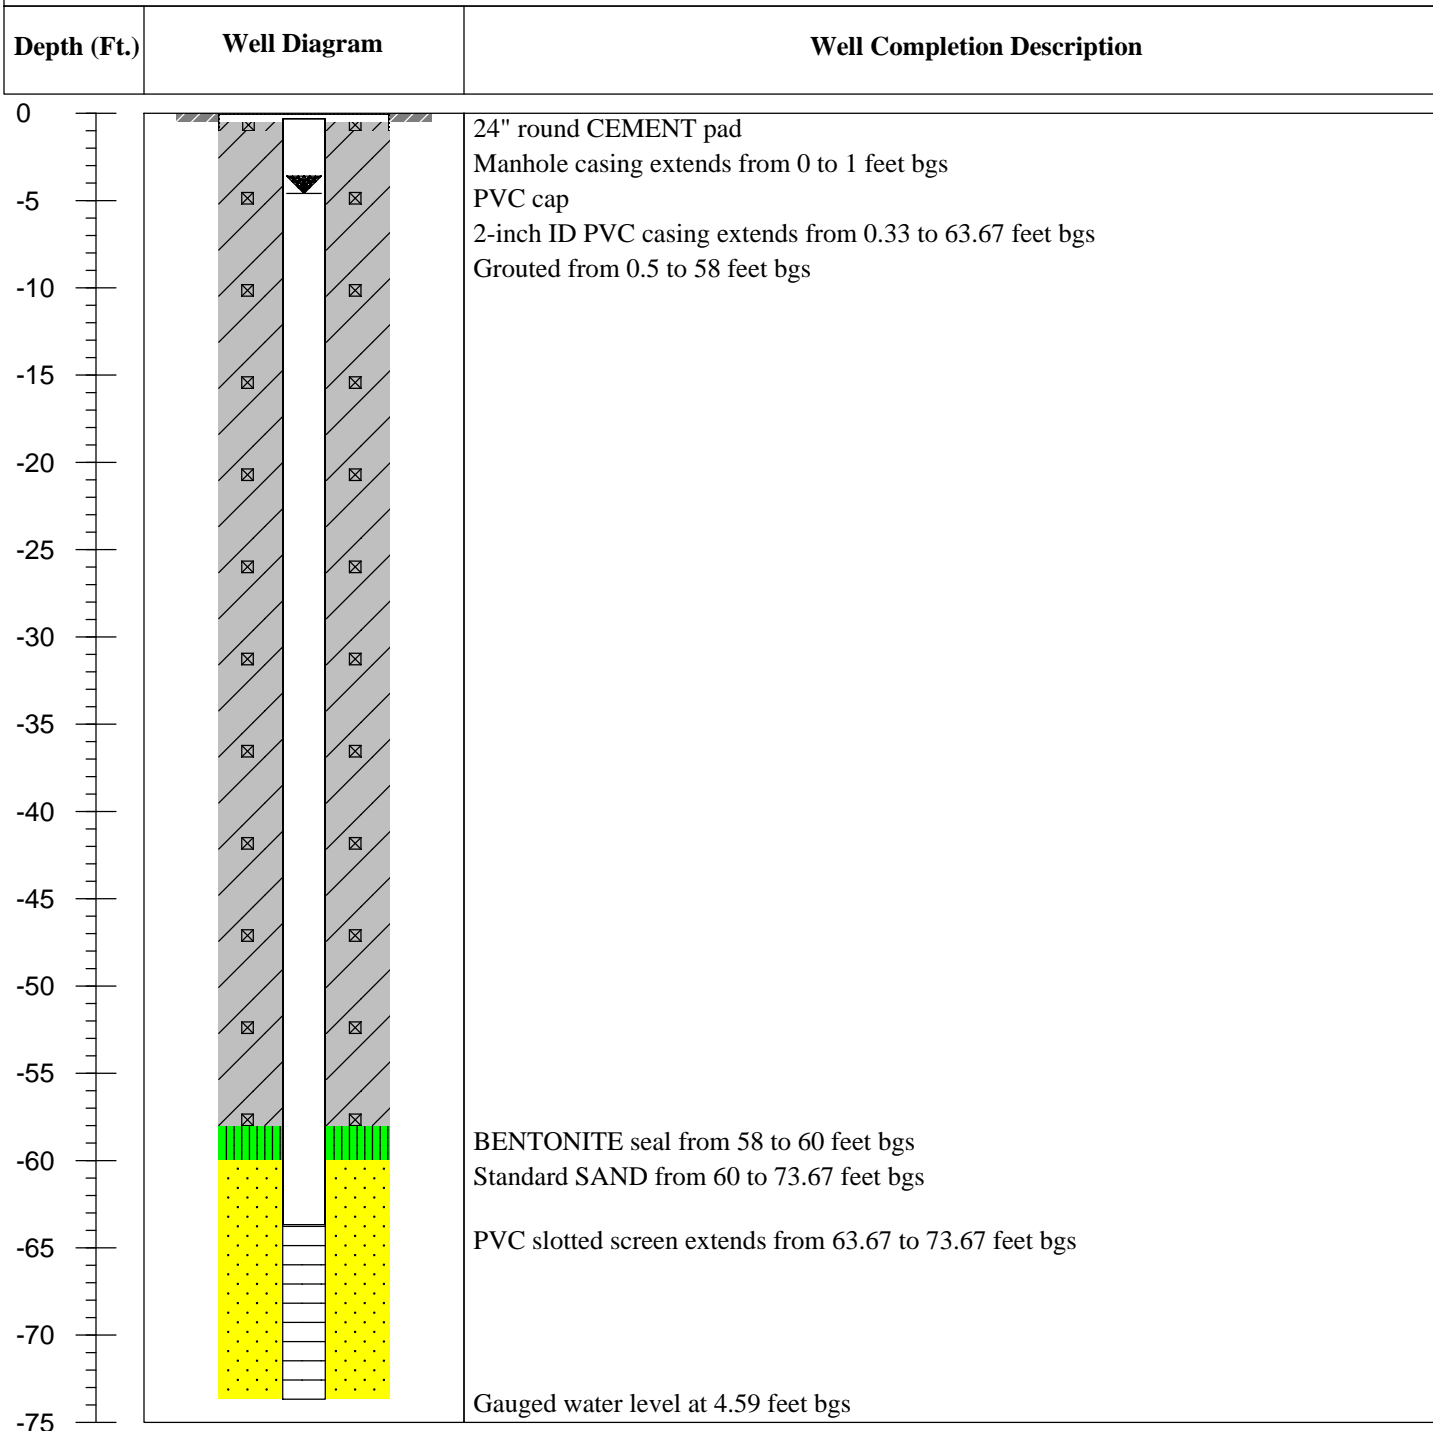 Depth (Ft.) Well Diagram Well Completion Description
0
24" round CEMENT pad
Manhole casing extends from 0 to 1 feet bgs
-5
PVC cap
2-inch ID PVC casing extends from 0.33 to 63.67 feet bgs
Grouted from 0.5 to 58 feet bgs
-10
-15
-20
-25
-30
-35
-40
-45
-50
-55
BENTONITE seal from 58 to 60 feet bgs
-60
Standard SAND from 60 to 73.67 feet bgs
PVC slotted screen extends from 63.67 to 73.67 feet bgs
-65
-70
Gauged water level at 4.59 feet bgs
-75